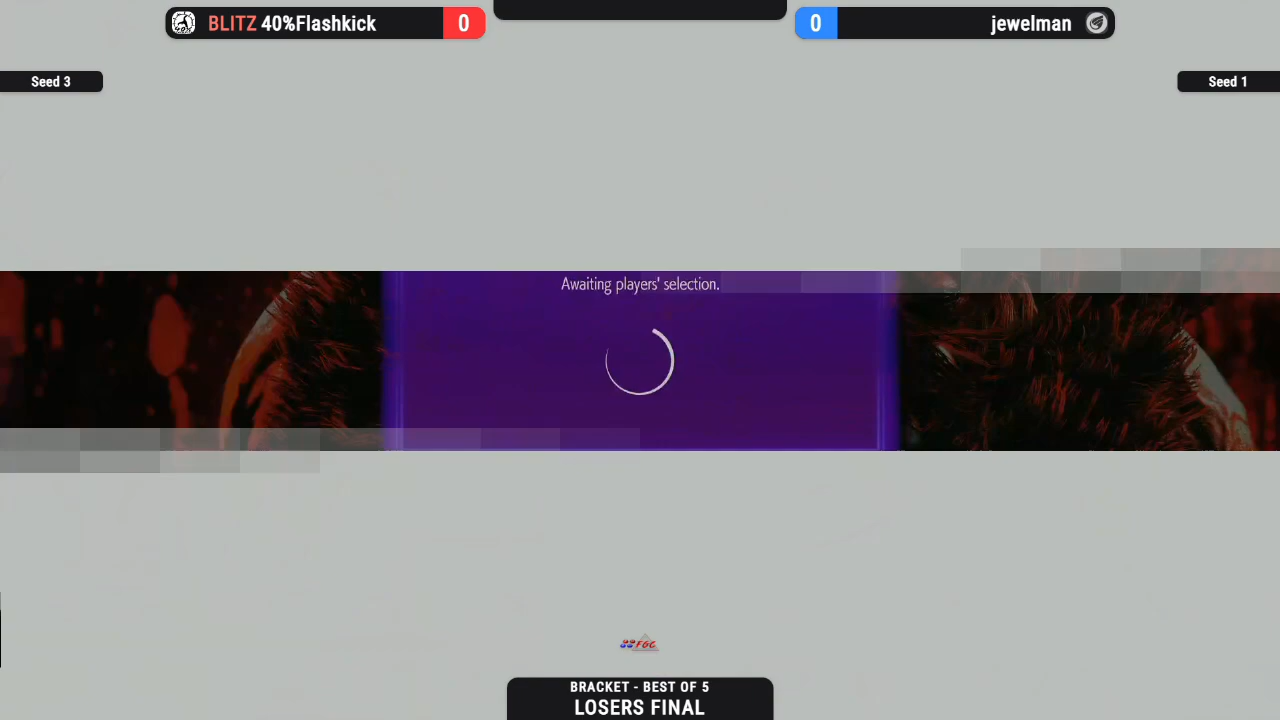 BLITZ 40%Flashkick 0
0 jewelman
Seed 3
Seed 1
Awaiting players' selection.
FGC
BRACKET - BEST OF 5
LOSERS FINAL